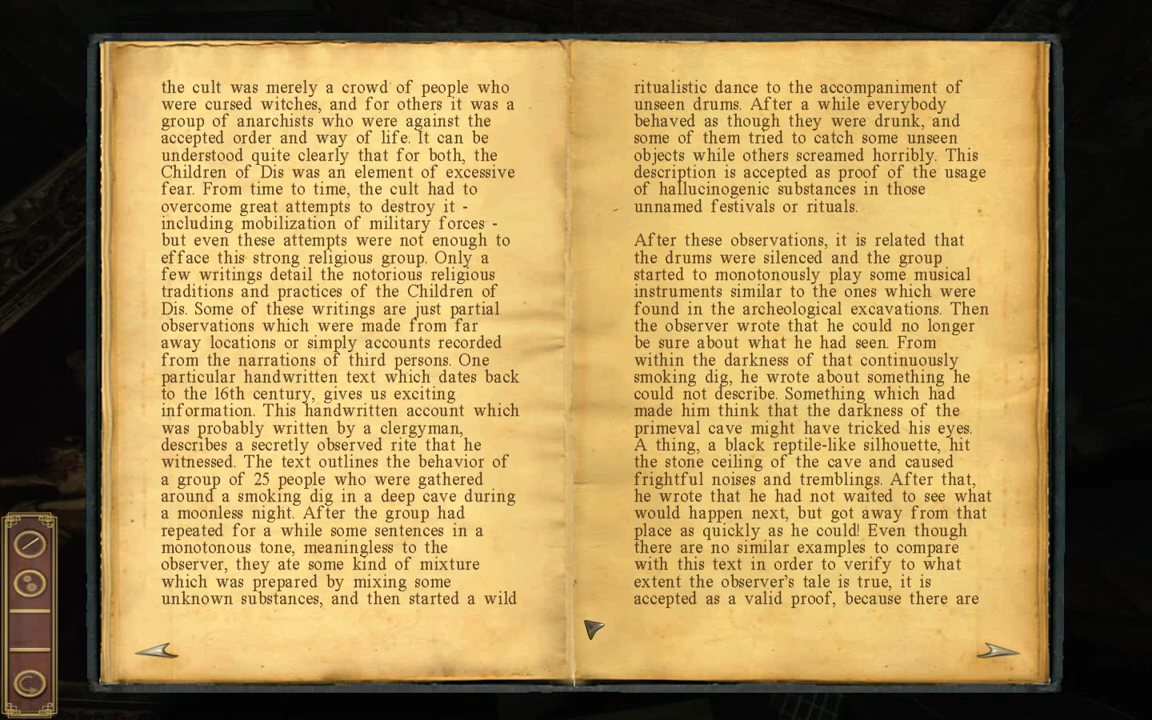 the cult was merely a crowd of people who
were cursed witches, and for others it was a
group of anarchists who were against the
accepted order and way of life. It can be
understood quite clearly that for both, the
Children of Dis was an element of excessive
fear. From time to time, the cult had to
overcome great attempts to destroy it -
including mobilization of military forces -
but even these attempts were not enough to
efface this strong religious group. Only a
few writings detail the notorious religious
traditions and practices of the Children of
Dis. Some of these writings are just partial
observations which were made from far
away locations or simply accounts recorded
from the narrations of third persons. One
particular handwritten text which dates back
to the 16th century, gives us exciting
information. This handwritten account which
was probably written by a clergyman,
describes a secretly observed rite that he
witnessed. The text outlines the behavior of
a group of 25 people who were gathered
around a smoking dig in a deep cave during
a moonless night. After the group had
repeated for a while some sentences in a
monotonous tone, meaningless to the
observer, they ate some kind of mixture
which was prepared by mixing some
unknown substances, and then started a wild
ritualistic dance to the accompaniment of
unseen drums. After a while everybody
behaved as though they were drunk, and
some of them tried to catch some unseen
objects while others screamed horribly. This
description is accepted as proof of the usage
of hallucinogenic substances in those
unnamed festivals or rituals.
After these observations, it is related that
the drums were silenced and the group
started to monotonously play some musical
instruments similar to the ones which were
found in the archeological excavations. Then
the observer wrote that he could no longer
be sure about what he had seen. From
within the darkness of that continuously
smoking dig, he wrote about something he
could not describe. Something which had
made him think that the darkness of the
primeval cave might have tricked his eyes.
A thing, a black reptile-like silhouette, hit
the stone ceiling of the cave and caused
frightful noises and tremblings. After that,
he wrote that he had not waited to see what
would happen next, but got away from that
place as quickly as he could! Even though
there are no similar examples to compare
with this text in order to verify to what
extent the observer's tale is true, it is
accepted as a valid proof, because there are